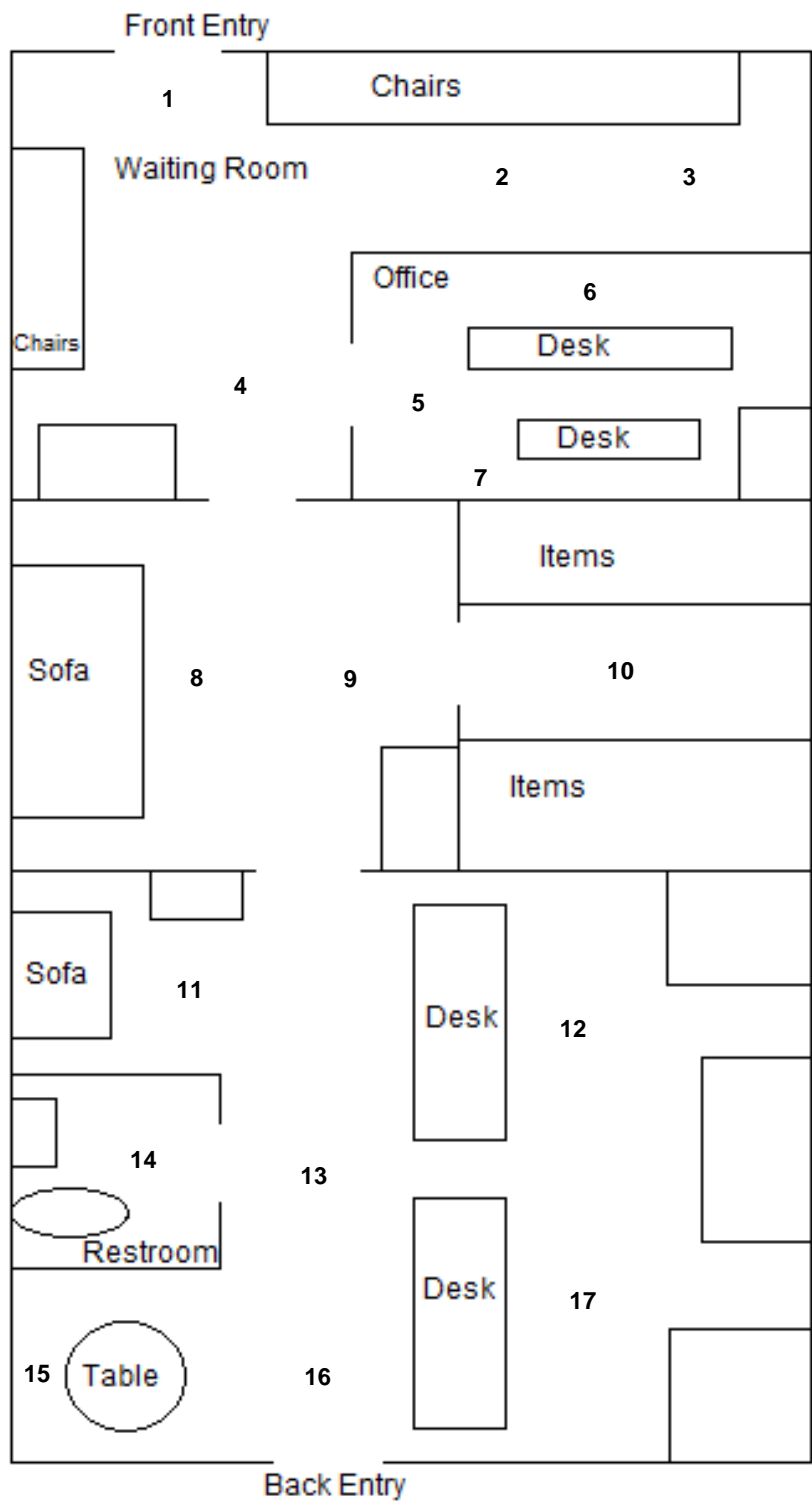 Front Entry
1
Chairs
Waiting Room
2
3
Office
6
Chairs
Desk
4
5
Desk
7
Items
Sofa
8
9
10
Items
Sofa
11
Desk
12
14
13
Restroom
Desk
17
15
Table
16
Back Entry